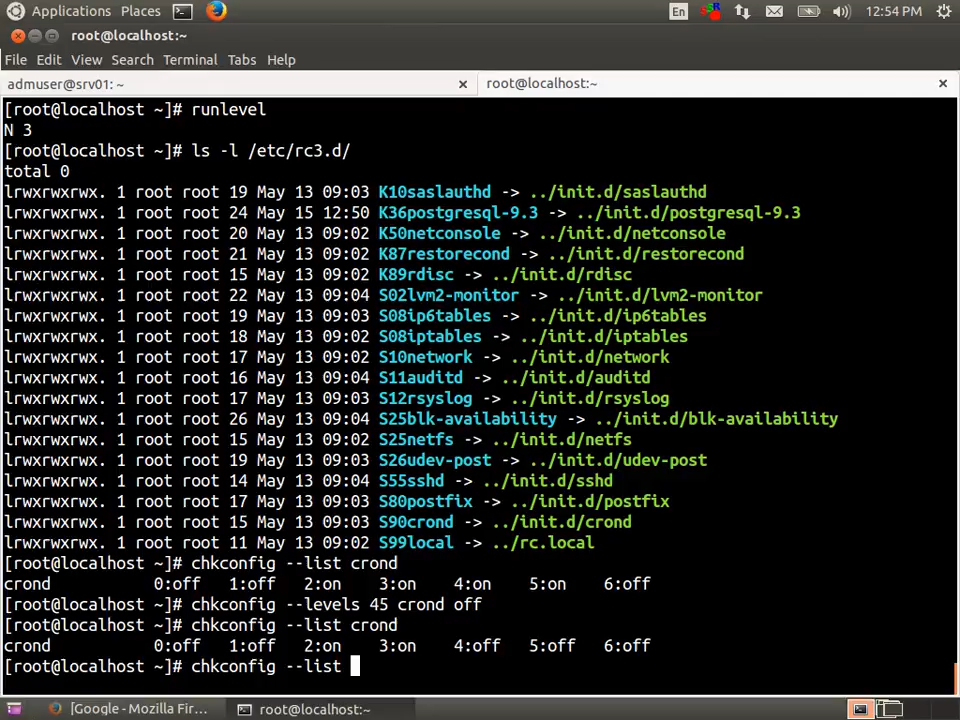 Applications Places En 12:54 PM
root@localhost:~
File Edit View Search Terminal Tabs Help
admuser@srv01: ~ × root@localhost:~ ×
[root@localhost ~]# runlevel
N 3
[root@localhost ~]# ls -l /etc/rc3.d/
total 0
lrwxrwxrwx. 1 root root 19 May 13 09:03 K10saslauthd -> ../init.d/saslauthd
lrwxrwxrwx. 1 root root 24 May 15 12:50 K36postgresql-9.3 -> ../init.d/postgresql-9.3
lrwxrwxrwx. 1 root root 20 May 13 09:02 K50netconsole -> ../init.d/netconsole
lrwxrwxrwx. 1 root root 21 May 13 09:02 K87restorecond -> ../init.d/restorecond
lrwxrwxrwx. 1 root root 15 May 13 09:02 K89rdisc -> ../init.d/rdisc
lrwxrwxrwx. 1 root root 22 May 13 09:04 S02lvm2-monitor -> ../init.d/lvm2-monitor
lrwxrwxrwx. 1 root root 19 May 13 09:03 S08ip6tables -> ../init.d/ip6tables
lrwxrwxrwx. 1 root root 18 May 13 09:02 S08iptables -> ../init.d/iptables
lrwxrwxrwx. 1 root root 17 May 13 09:02 S10network -> ../init.d/network
lrwxrwxrwx. 1 root root 16 May 13 09:04 S11auditd -> ../init.d/auditd
lrwxrwxrwx. 1 root root 17 May 13 09:03 S12rsyslog -> ../init.d/rsyslog
lrwxrwxrwx. 1 root root 26 May 13 09:04 S25blk-availability -> ../init.d/blk-availability
lrwxrwxrwx. 1 root root 15 May 13 09:02 S25netfs -> ../init.d/netfs
lrwxrwxrwx. 1 root root 19 May 13 09:02 S26udev-post -> ../init.d/udev-post
lrwxrwxrwx. 1 root root 14 May 13 09:04 S55sshd -> ../init.d/sshd
lrwxrwxrwx. 1 root root 17 May 13 09:03 S80postfix -> ../init.d/postfix
lrwxrwxrwx. 1 root root 15 May 13 09:03 S90crond -> ../init.d/crond
lrwxrwxrwx. 1 root root 11 May 13 09:02 S99local -> ../rc.local
[root@localhost ~]# chkconfig --list crond
crond 0:off 1:off 2:on 3:on 4:on 5:on 6:off
[root@localhost ~]# chkconfig --levels 45 crond off
[root@localhost ~]# chkconfig --list crond
crond 0:off 1:off 2:on 3:on 4:off 5:off 6:off
[root@localhost ~]# chkconfig --list
[Google - Mozilla Fir... root@localhost:~